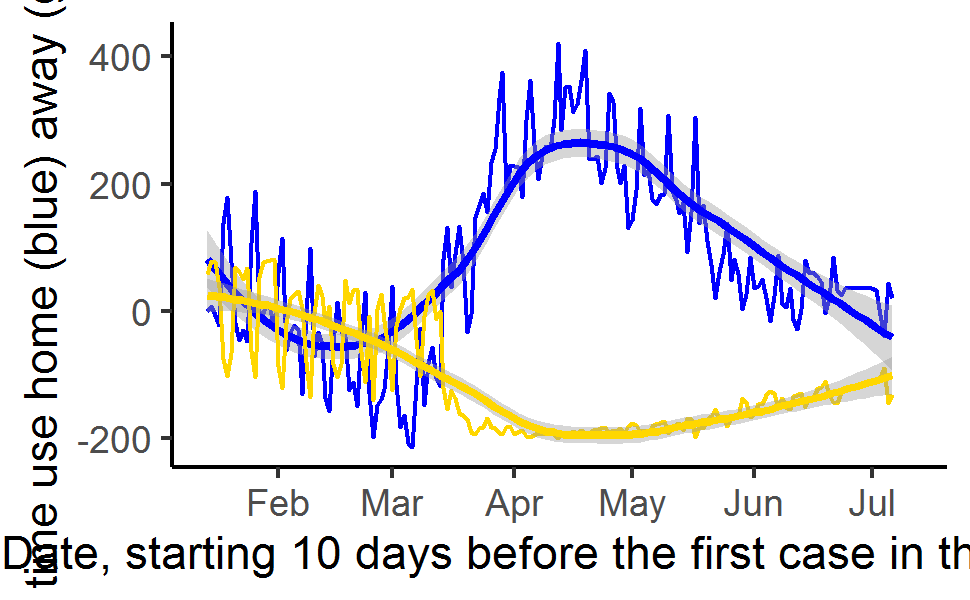 time use home (blue) away (
400
200
0
-200
Feb Mar Apr May Jun Jul
Date, starting 10 days before the first case in th